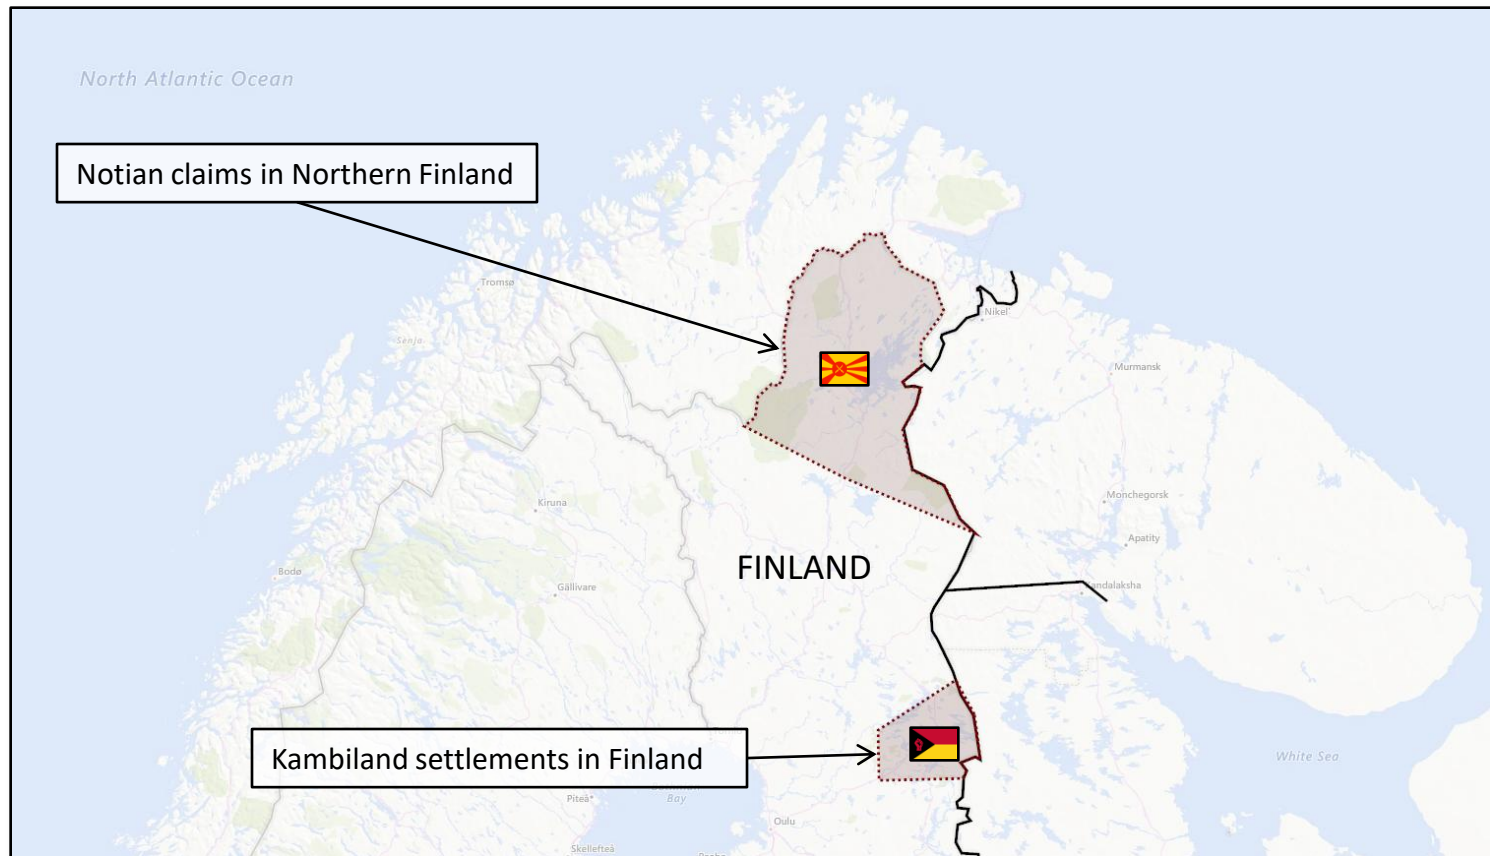 North Atlantic Ocean
Notian claims in Northern Finland
Tromsø
Senja
Nikel
Murmansk
Kiruna
Monchegorsk
Apatity
FINLAND
Bodø
Gällivare
andalaksha
Kambiland settlements in Finland
White Sea
Piteå
Bay
Oulu
Skellefteå